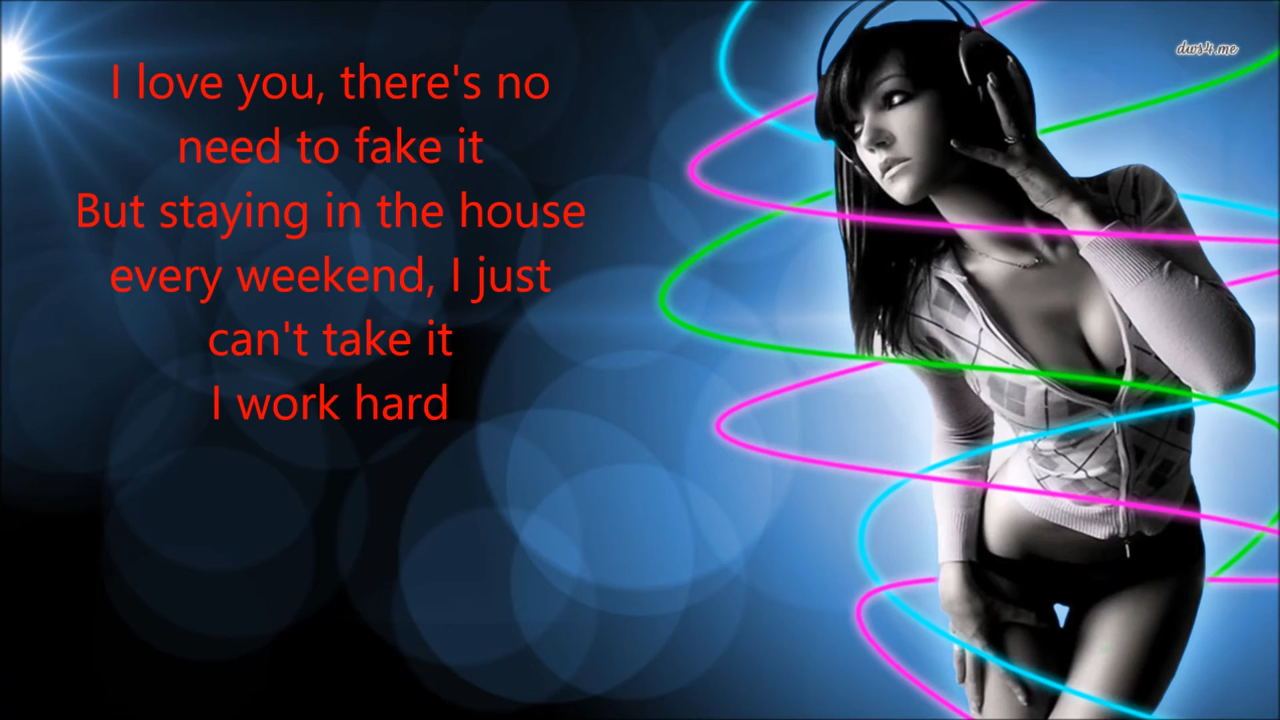 dws4.me
I love you, there's no
need to fake it
But staying in the house
every weekend, I just
can't take it
I work hard